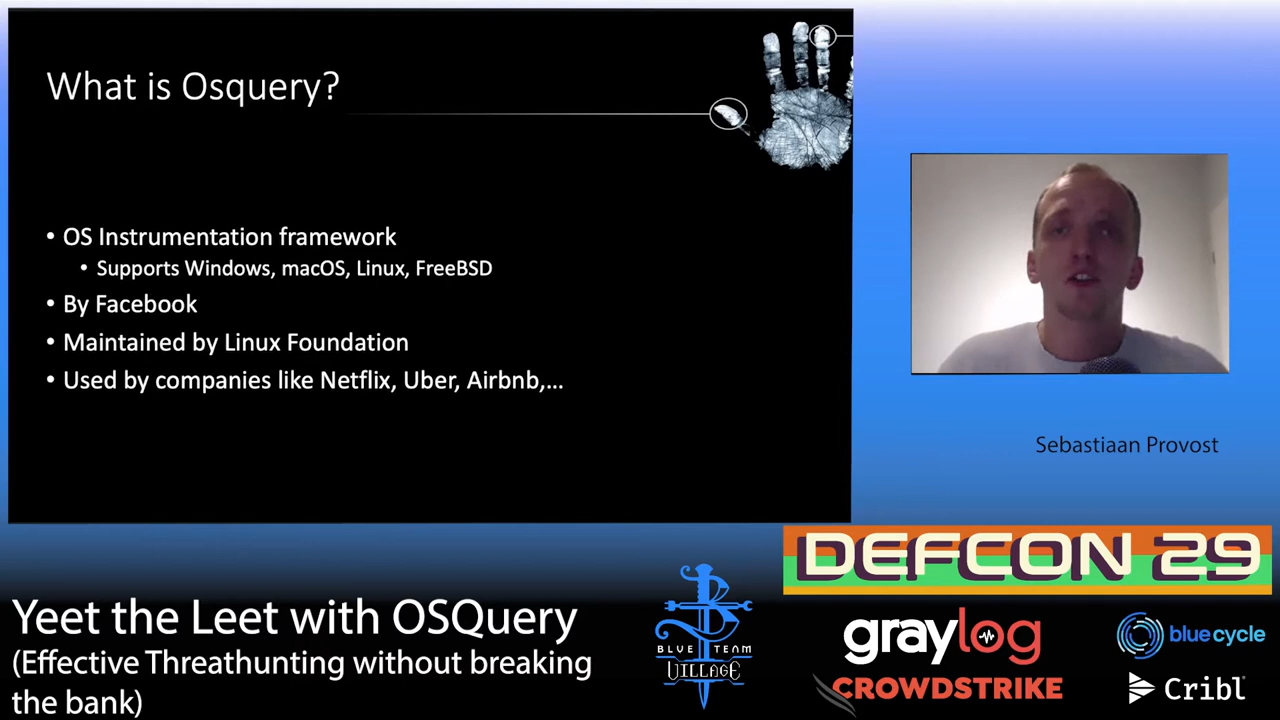 What is Osquery?
• OS Instrumentation framework
• Supports Windows, macOS, Linux, FreeBSD
• By Facebook
• Maintained by Linux Foundation
• Used by companies like Netflix, Uber, Airbnb,...
Sebastiaan Provost
DEFCON 29
Yeet the Leet with OSQuery
(Effective Threathunting without breaking
the bank)
BLUE TEAM
VILLAGE
graylog
CROWDSTRIKE
bluecycle
Cribl